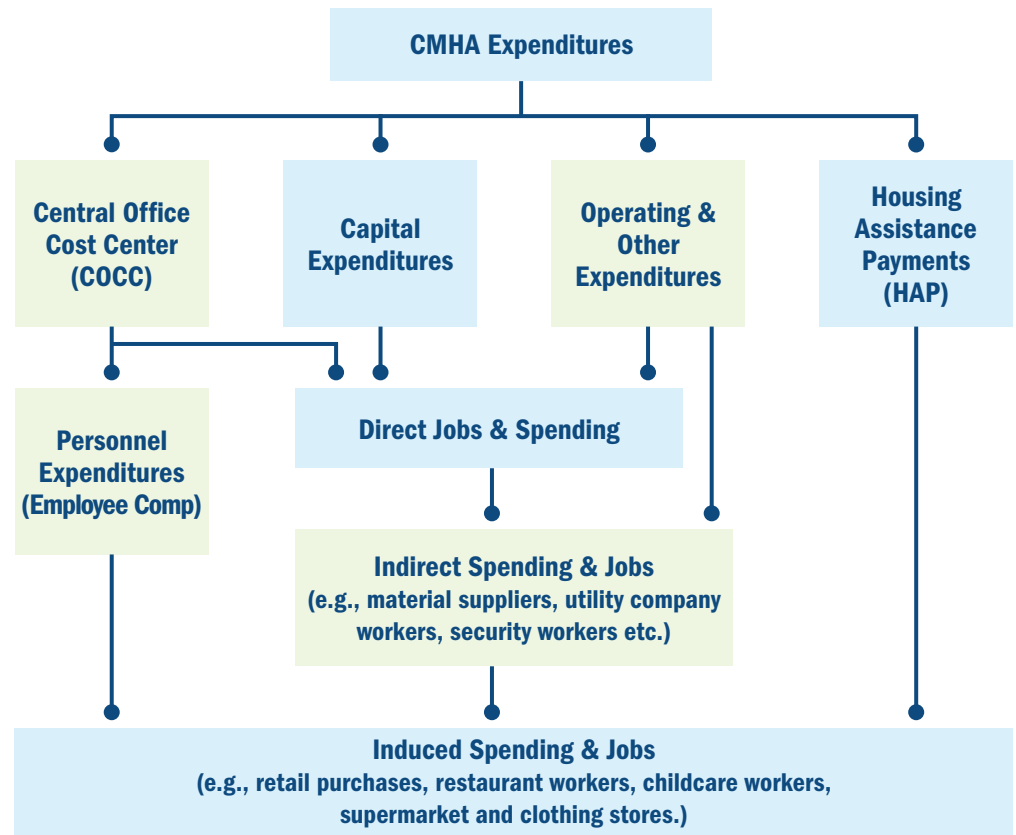 CMHA Expenditures
Central Office
Cost Center
(COCC)
Capital
Expenditures
Operating &
Other
Expenditures
Housing
Assistance
Payments
(HAP)
Personnel
Expenditures
(Employee Comp)
Direct Jobs & Spending
Indirect Spending & Jobs
(e.g., material suppliers, utility company
workers, security workers etc.)
Induced Spending & Jobs
(e.g., retail purchases, restaurant workers, childcare workers,
supermarket and clothing stores.)